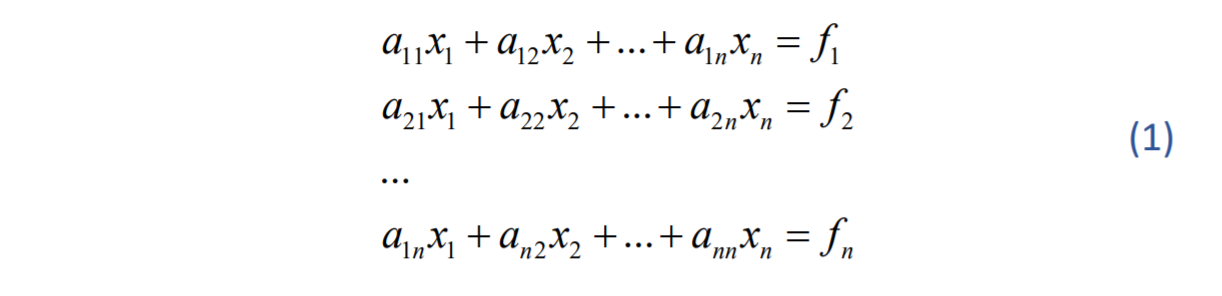 a₁₁x₁ + a₁₂x₂ + ... + a₁ₙxₙ = f₁
a₂₁x₁ + a₂₂x₂ + ... + a₂ₙxₙ = f₂
(1)
...
a₁ₙx₁ + aₙ₂x₂ + ... + aₙₙxₙ = fₙ